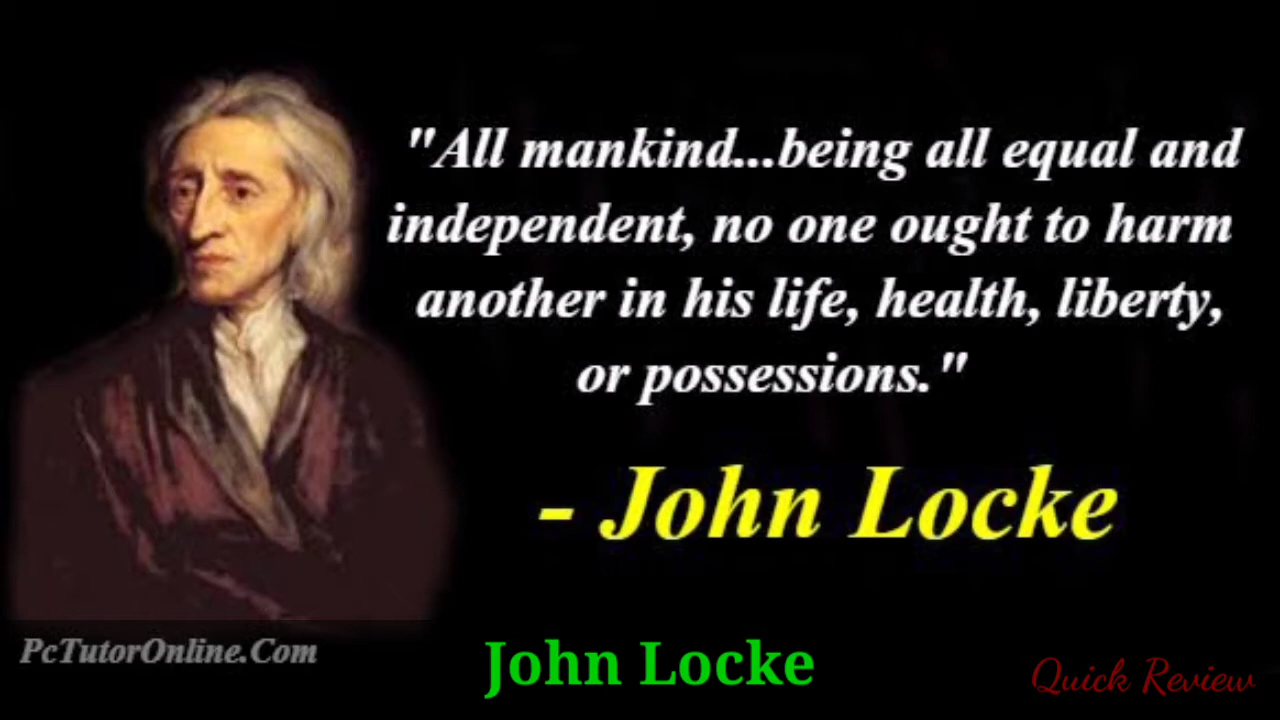 "All mankind...being all equal and
independent, no one ought to harm
another in his life, health, liberty,
or possessions."
- John Locke
PcTutorOnline.Com
John Locke
Quick Review